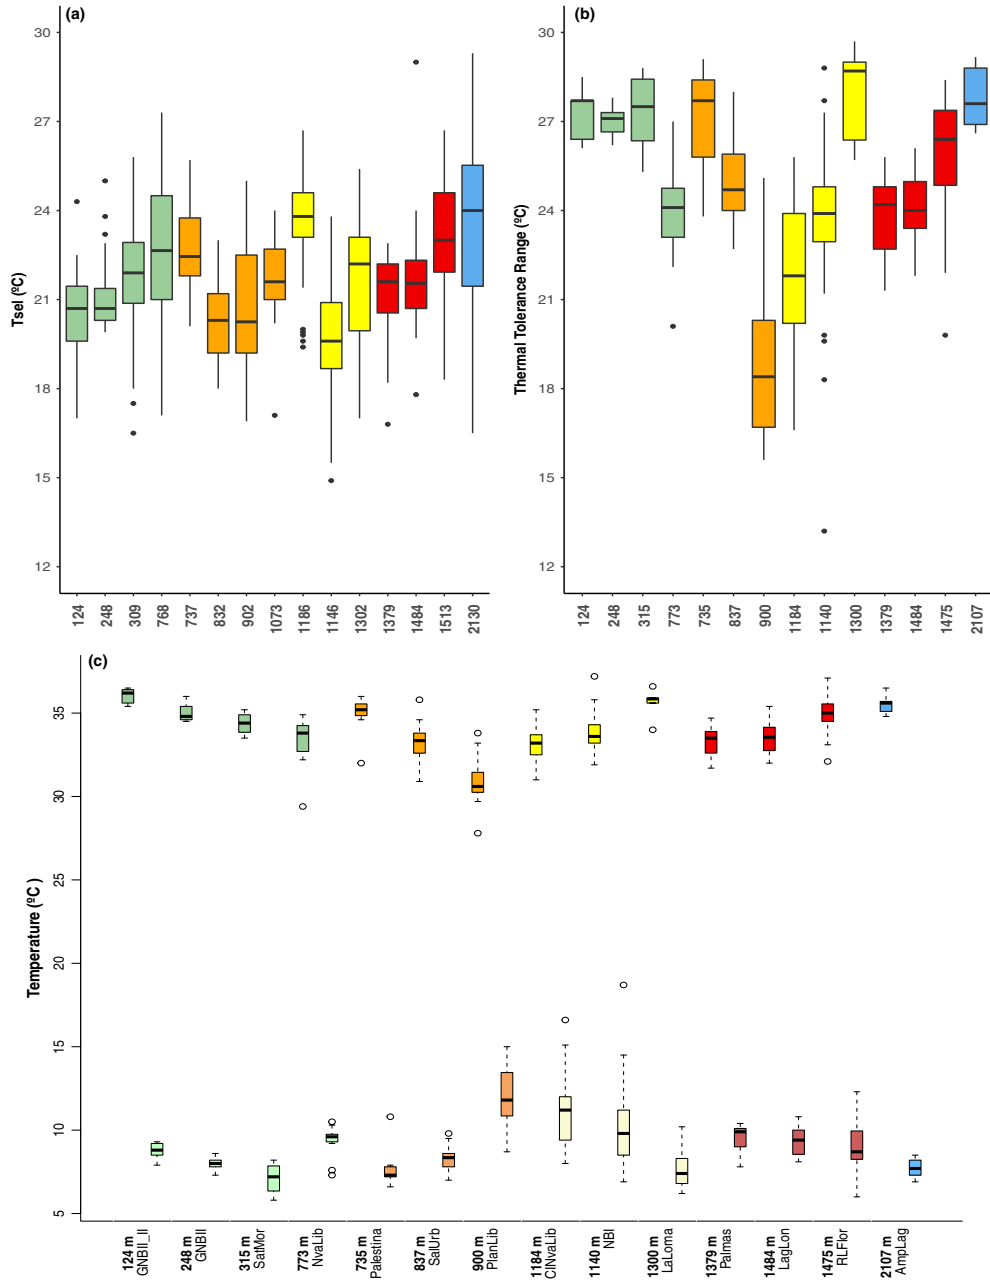 (a)
Tsel (ºC)
30
27
24
21
18
15
12
124 248 309 768 737 832 902 1073 1186 1146 1302 1379 1484 1513 2130
(b)
Thermal Tolerance Range (ºC)
30
27
24
21
18
15
12
124 248 315 773 735 837 900 1184 1140 1300 1379 1484 1475 2107
(c)
Temperature (ºC )
35
30
25
20
15
10
5
124 m
GNBII_II
248 m
GNBII
315 m
SatMor
773 m
NvaLib
735 m
Palestina
837 m
SalUrb
900 m
PlanLib
1184 m
ClNvaLib
1140 m
NBI
1300 m
LaLoma
1379 m
Palmas
1484 m
LagLon
1475 m
RLFlor
2107 m
AmpLag